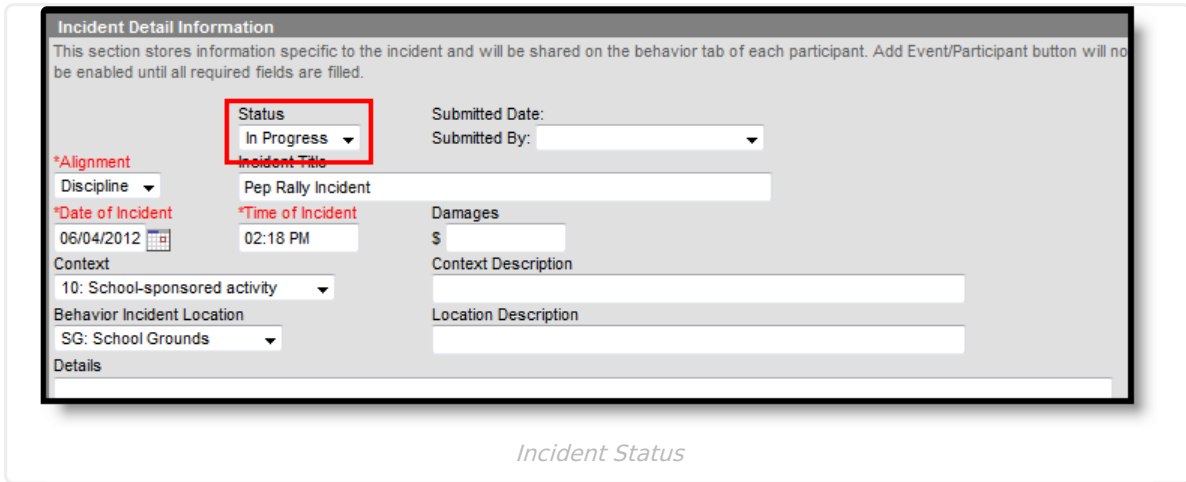 Incident Detail Information
This section stores information specific to the incident and will be shared on the behavior tab of each participant. Add Event/Participant button will no
be enabled until all required fields are filled.
Status Submitted Date:
In Progress Submitted By:
*Alignment Incident Title
Discipline Pep Rally Incident
*Date of Incident *Time of Incident Damages
06/04/2012 02:18 PM $
Context Context Description
10: School-sponsored activity
Behavior Incident Location Location Description
SG: School Grounds
Details
Incident Status